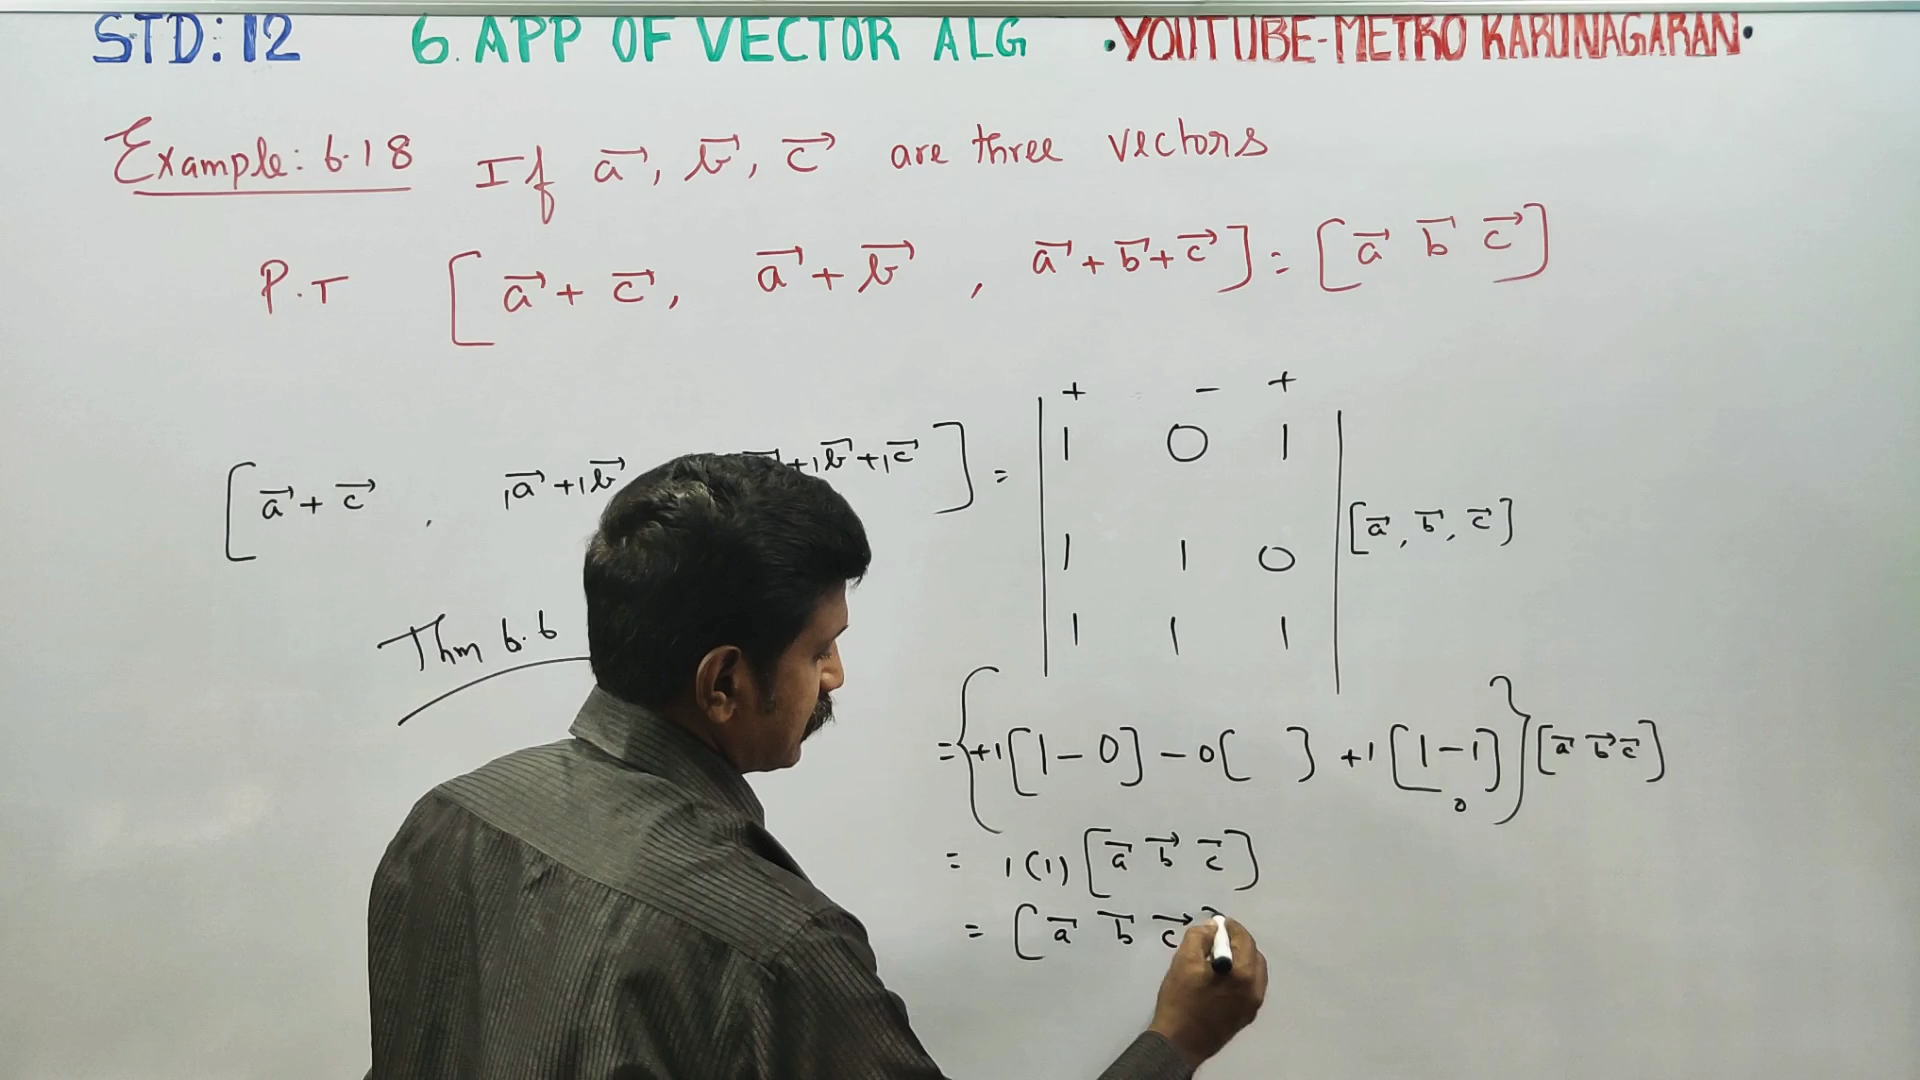 STD: 12 6. APP OF VECTOR ALG •YOUTUBE-METRO KARUNAGARAN•
Example: 6.18 If a⃗, b⃗, c⃗ are three vectors
P.T [a⃗ + c⃗, a⃗ + b⃗, a⃗ + b⃗ + c⃗] = [a⃗ b⃗ c⃗]
+ - +
[a⃗ + c⃗, 1a⃗ + 1b⃗ +1b⃗ +1c⃗] = | 1 0 1 |
| 1 1 0 | [a⃗, b⃗, c⃗]
| 1 1 1 |
Thm 6.6
= {+1[1-0] -0[ ] +1[1-1]} [a⃗ b⃗ c⃗]
0
= 1(1) [a⃗ b⃗ c⃗]
= [a⃗ b⃗ c⃗